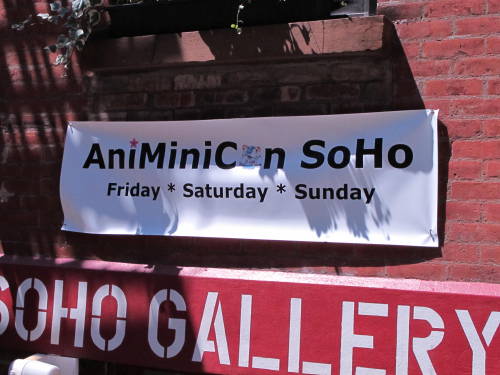 AniMiniCon SoHo
Friday * Saturday * Sunday
SOHO GALLERY